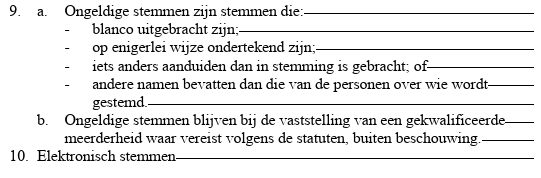 9. a. Ongeldige stemmen zijn stemmen die:
- blanco uitgebracht zijn;
- op enigerlei wijze ondertekend zijn;
- iets anders aanduiden dan in stemming is gebracht; of
- andere namen bevatten dan die van de personen over wie wordt
gestemd.
b. Ongeldige stemmen blijven bij de vaststelling van een gekwalificeerde
meerderheid waar vereist volgens de statuten, buiten beschouwing.
10. Elektronisch stemmen